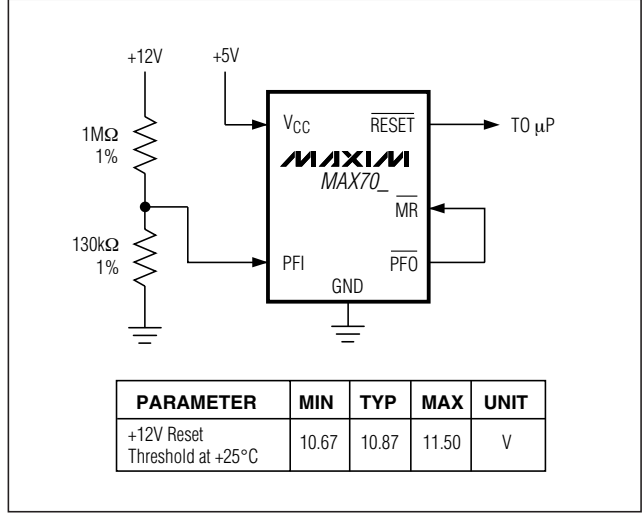 +12V
+5V
1MΩ
1%
130kΩ
1%
VCC
RESET
TO µP
MAXIM
MAX70_
MR
PFI
PFO
GND
PARAMETER MIN TYP MAX UNIT
+12V Reset
Threshold at +25°C 10.67 10.87 11.50 V